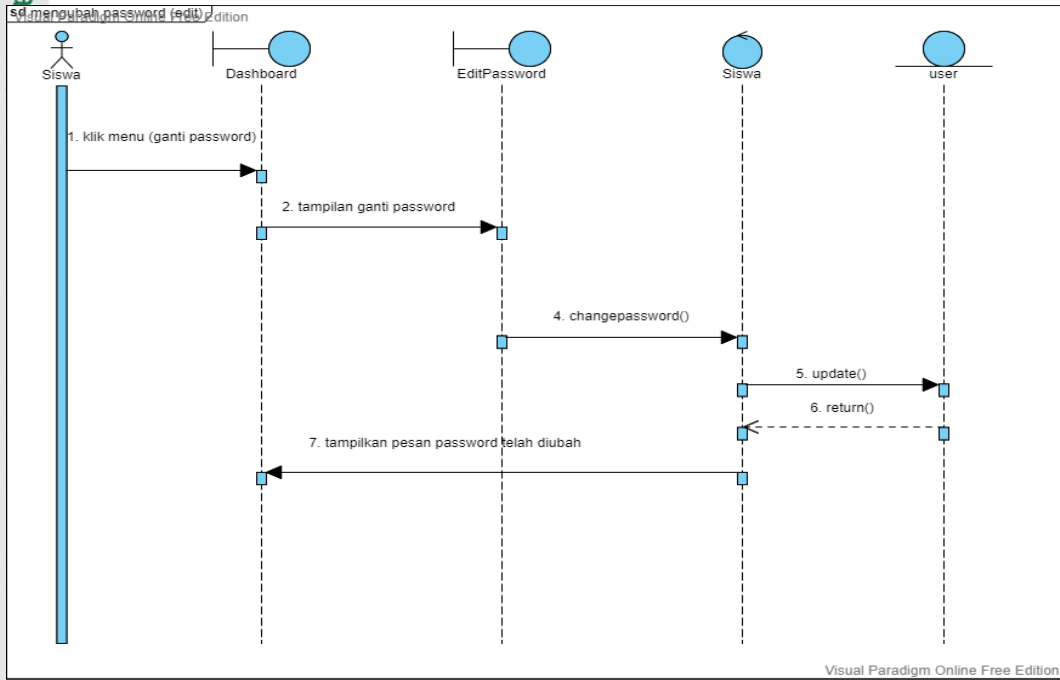 sd mengubah password (edit)
Visual Paradigm Online Free Edition
Siswa
Dashboard
EditPassword
Siswa
user
1. klik menu (ganti password)
2. tampilan ganti password
4. changepassword()
5. update()
6. return()
7. tampilkan pesan password telah diubah
Visual Paradigm Online Free Edition